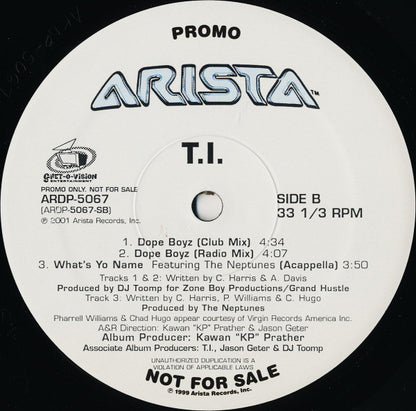 PROMO
ARISTA™
T.I.
GHET-O-VISION
ENTERTAINMENT
PROMO ONLY. NOT FOR SALE
ARDP-5067
(ARDP-5067-SB)
℗ 2001 Arista Records, Inc.
SIDE B
33 1/3 RPM
1. Dope Boyz (Club Mix) 4:34
2. Dope Boyz (Radio Mix) 4:07
3. What's Yo Name Featuring The Neptunes (Acappella) 3:50
Tracks 1 & 2: Written by C. Harris & A. Davis
Produced by DJ Toomp for Zone Boy Productions/Grand Hustle
Track 3: Written by C. Harris, P. Williams & C. Hugo
Produced by The Neptunes
Pharrell Williams & Chad Hugo appear courtesy of Virgin Records America Inc.
A&R Direction: Kawan "KP" Prather & Jason Geter
Album Producer: Kawan "KP" Prather
Associate Album Producers: T.I., Jason Geter & DJ Toomp
UNAUTHORIZED DUPLICATION IS A
VIOLATION OF APPLICABLE LAWS
NOT FOR SALE
℗ 1999 Arista Records, Inc.